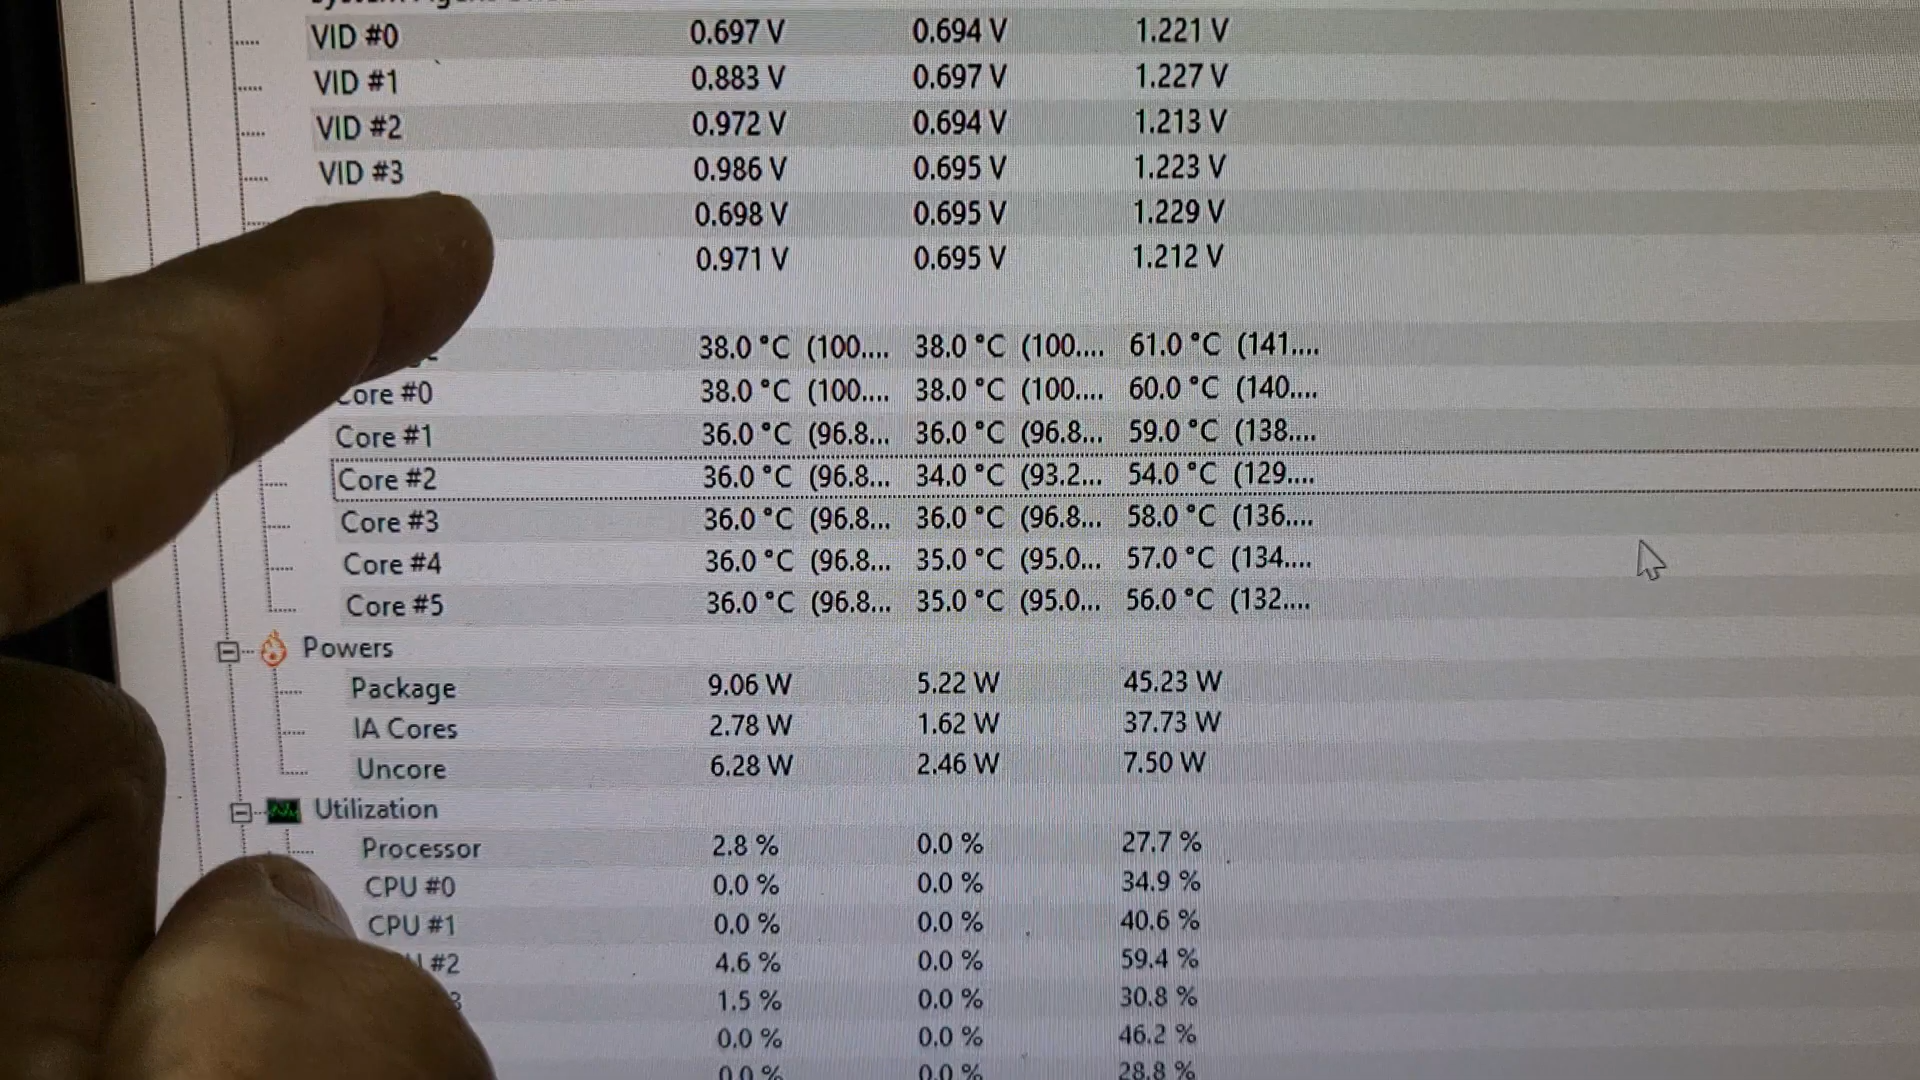 VID #0 0.697 V 0.694 V 1.221 V
VID #1 0.883 V 0.697 V 1.227 V
VID #2 0.972 V 0.694 V 1.213 V
VID #3 0.986 V 0.695 V 1.223 V
0.698 V 0.695 V 1.229 V
0.971 V 0.695 V 1.212 V
38.0 °C (100.... 38.0 °C (100.... 61.0 °C (141....
Core #0 38.0 °C (100.... 38.0 °C (100.... 60.0 °C (140....
Core #1 36.0 °C (96.8... 36.0 °C (96.8... 59.0 °C (138....
Core #2 36.0 °C (96.8... 34.0 °C (93.2... 54.0 °C (129....
Core #3 36.0 °C (96.8... 36.0 °C (96.8... 58.0 °C (136....
Core #4 36.0 °C (96.8... 35.0 °C (95.0... 57.0 °C (134....
Core #5 36.0 °C (96.8... 35.0 °C (95.0... 56.0 °C (132....
Powers
Package 9.06 W 5.22 W 45.23 W
IA Cores 2.78 W 1.62 W 37.73 W
Uncore 6.28 W 2.46 W 7.50 W
Utilization
Processor 2.8 % 0.0 % 27.7 %
CPU #0 0.0 % 0.0 % 34.9 %
CPU #1 0.0 % 0.0 % 40.6 %
#2 4.6 % 0.0 % 59.4 %
1.5 % 0.0 % 30.8 %
0.0 % 0.0 % 46.2 %
0.0 % 0.0 % 28.8 %